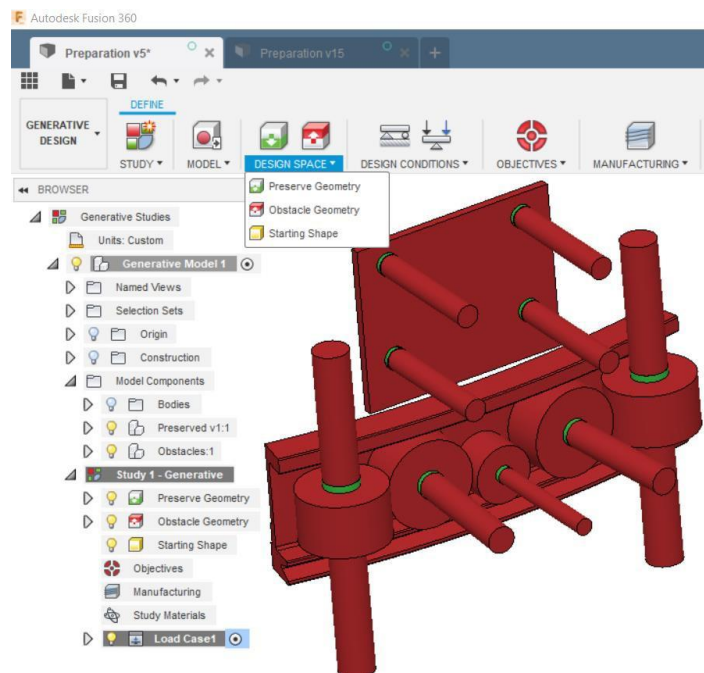 Autodesk Fusion 360
Preparation v5*
Preparation v15
DEFINE
GENERATIVE
DESIGN
STUDY
MODEL
DESIGN SPACE
DESIGN CONDITIONS
OBJECTIVES
MANUFACTURING
Preserve Geometry
Obstacle Geometry
Starting Shape
BROWSER
Generative Studies
Units: Custom
Generative Model 1
Named Views
Selection Sets
Origin
Construction
Model Components
Bodies
Preserved v1:1
Obstacles:1
Study 1 - Generative
Preserve Geometry
Obstacle Geometry
Starting Shape
Objectives
Manufacturing
Study Materials
Load Case1